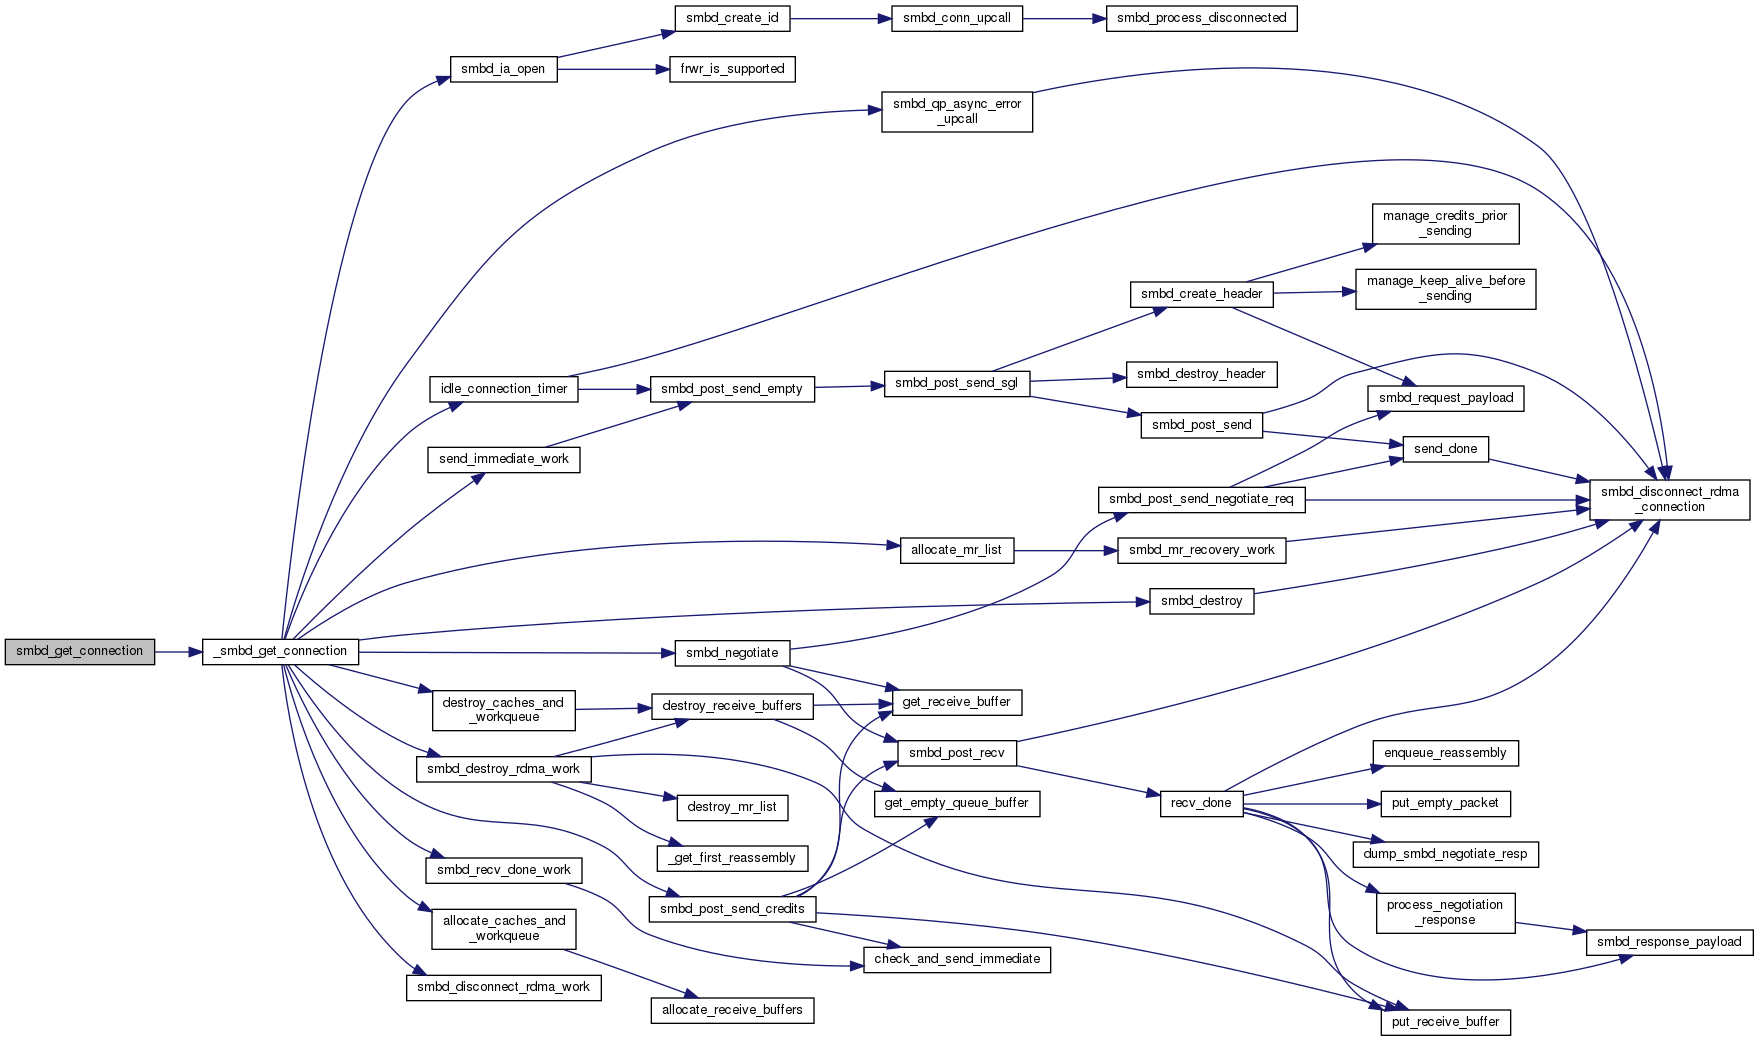 smbd_create_id
smbd_conn_upcall
smbd_process_disconnected
smbd_ia_open
frwr_is_supported
smbd_qp_async_error
_upcall
manage_credits_prior
_sending
manage_keep_alive_before
_sending
smbd_create_header
idle_connection_timer
smbd_post_send_empty
smbd_post_send_sgl
smbd_destroy_header
smbd_request_payload
smbd_post_send
send_immediate_work
send_done
smbd_post_send_negotiate_req
smbd_disconnect_rdma
_connection
allocate_mr_list
smbd_mr_recovery_work
smbd_destroy
smbd_get_connection
_smbd_get_connection
smbd_negotiate
destroy_caches_and
_workqueue
destroy_receive_buffers
get_receive_buffer
smbd_post_recv
enqueue_reassembly
smbd_destroy_rdma_work
destroy_mr_list
get_empty_queue_buffer
recv_done
put_empty_packet
_get_first_reassembly
dump_smbd_negotiate_resp
smbd_recv_done_work
smbd_post_send_credits
process_negotiation
_response
allocate_caches_and
_workqueue
check_and_send_immediate
smbd_response_payload
smbd_disconnect_rdma_work
allocate_receive_buffers
put_receive_buffer